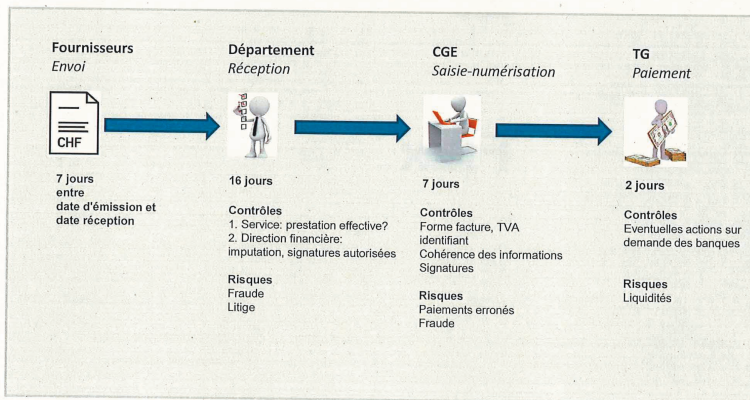 Fournisseurs
Envoi
CHF
7 jours
entre
date d'émission et
date réception
Département
Réception
16 jours
Contrôles
1. Service: prestation effective?
2. Direction financière:
imputation, signatures autorisées
Risques
Fraude
Litige
CGE
Saisie-numérisation
7 jours
Contrôles
Forme facture, TVA
identifiant
Cohérence des informations
Signatures
Risques
Paiements erronés
Fraude
TG
Paiement
2 jours
Contrôles
Eventuelles actions sur
demande des banques
Risques
Liquidités